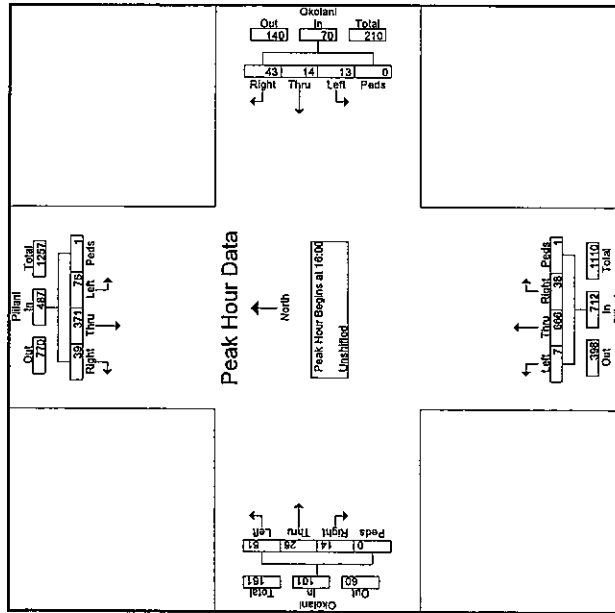 Okolani
Out In Total
140 70 210
43 14 13 0
Right Thru Left Peds
Piilani
Out In Total
770 487 1257
39 371 76 1
Right Thru Left Peds
Peak Hour Data
North
Peak Hour Begins at 16:00
Unshifted
Left Thru Right Peds
7 666 38 1
Out In Total
398 712 1110
Left Thru Right Peds
61 26 14 0
Total In Out
161 101 60
Okolani